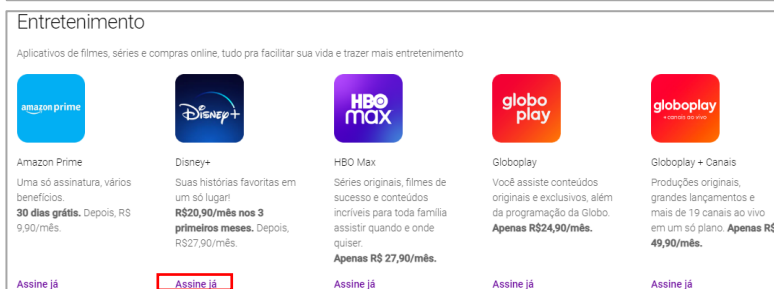 Entretenimento
Aplicativos de filmes, séries e compras online, tudo pra facilitar sua vida e trazer mais entretenimento
amazon prime
Disney+
HBO
max
globo
play
globoplay
+ canais ao vivo
Amazon Prime
Uma só assinatura, vários
benefícios.
30 dias grátis. Depois, R$
9,90/mês.
Assine já
Disney+
Suas histórias favoritas em
um só lugar!
R$20,90/mês nos 3
primeiros meses. Depois,
R$27,90/mês.
Assine já
HBO Max
Séries originais, filmes de
sucesso e conteúdos
incríveis para toda família
assistir quando e onde
quiser.
Apenas R$ 27,90/mês.
Assine já
Globoplay
Você assiste conteúdos
originais e exclusivos, além
da programação da Globo.
Apenas R$24,90/mês.
Assine já
Globoplay + Canais
Produções originais,
grandes lançamentos e
mais de 19 canais ao vivo
em um só plano. Apenas R$
49,90/mês.
Assine já